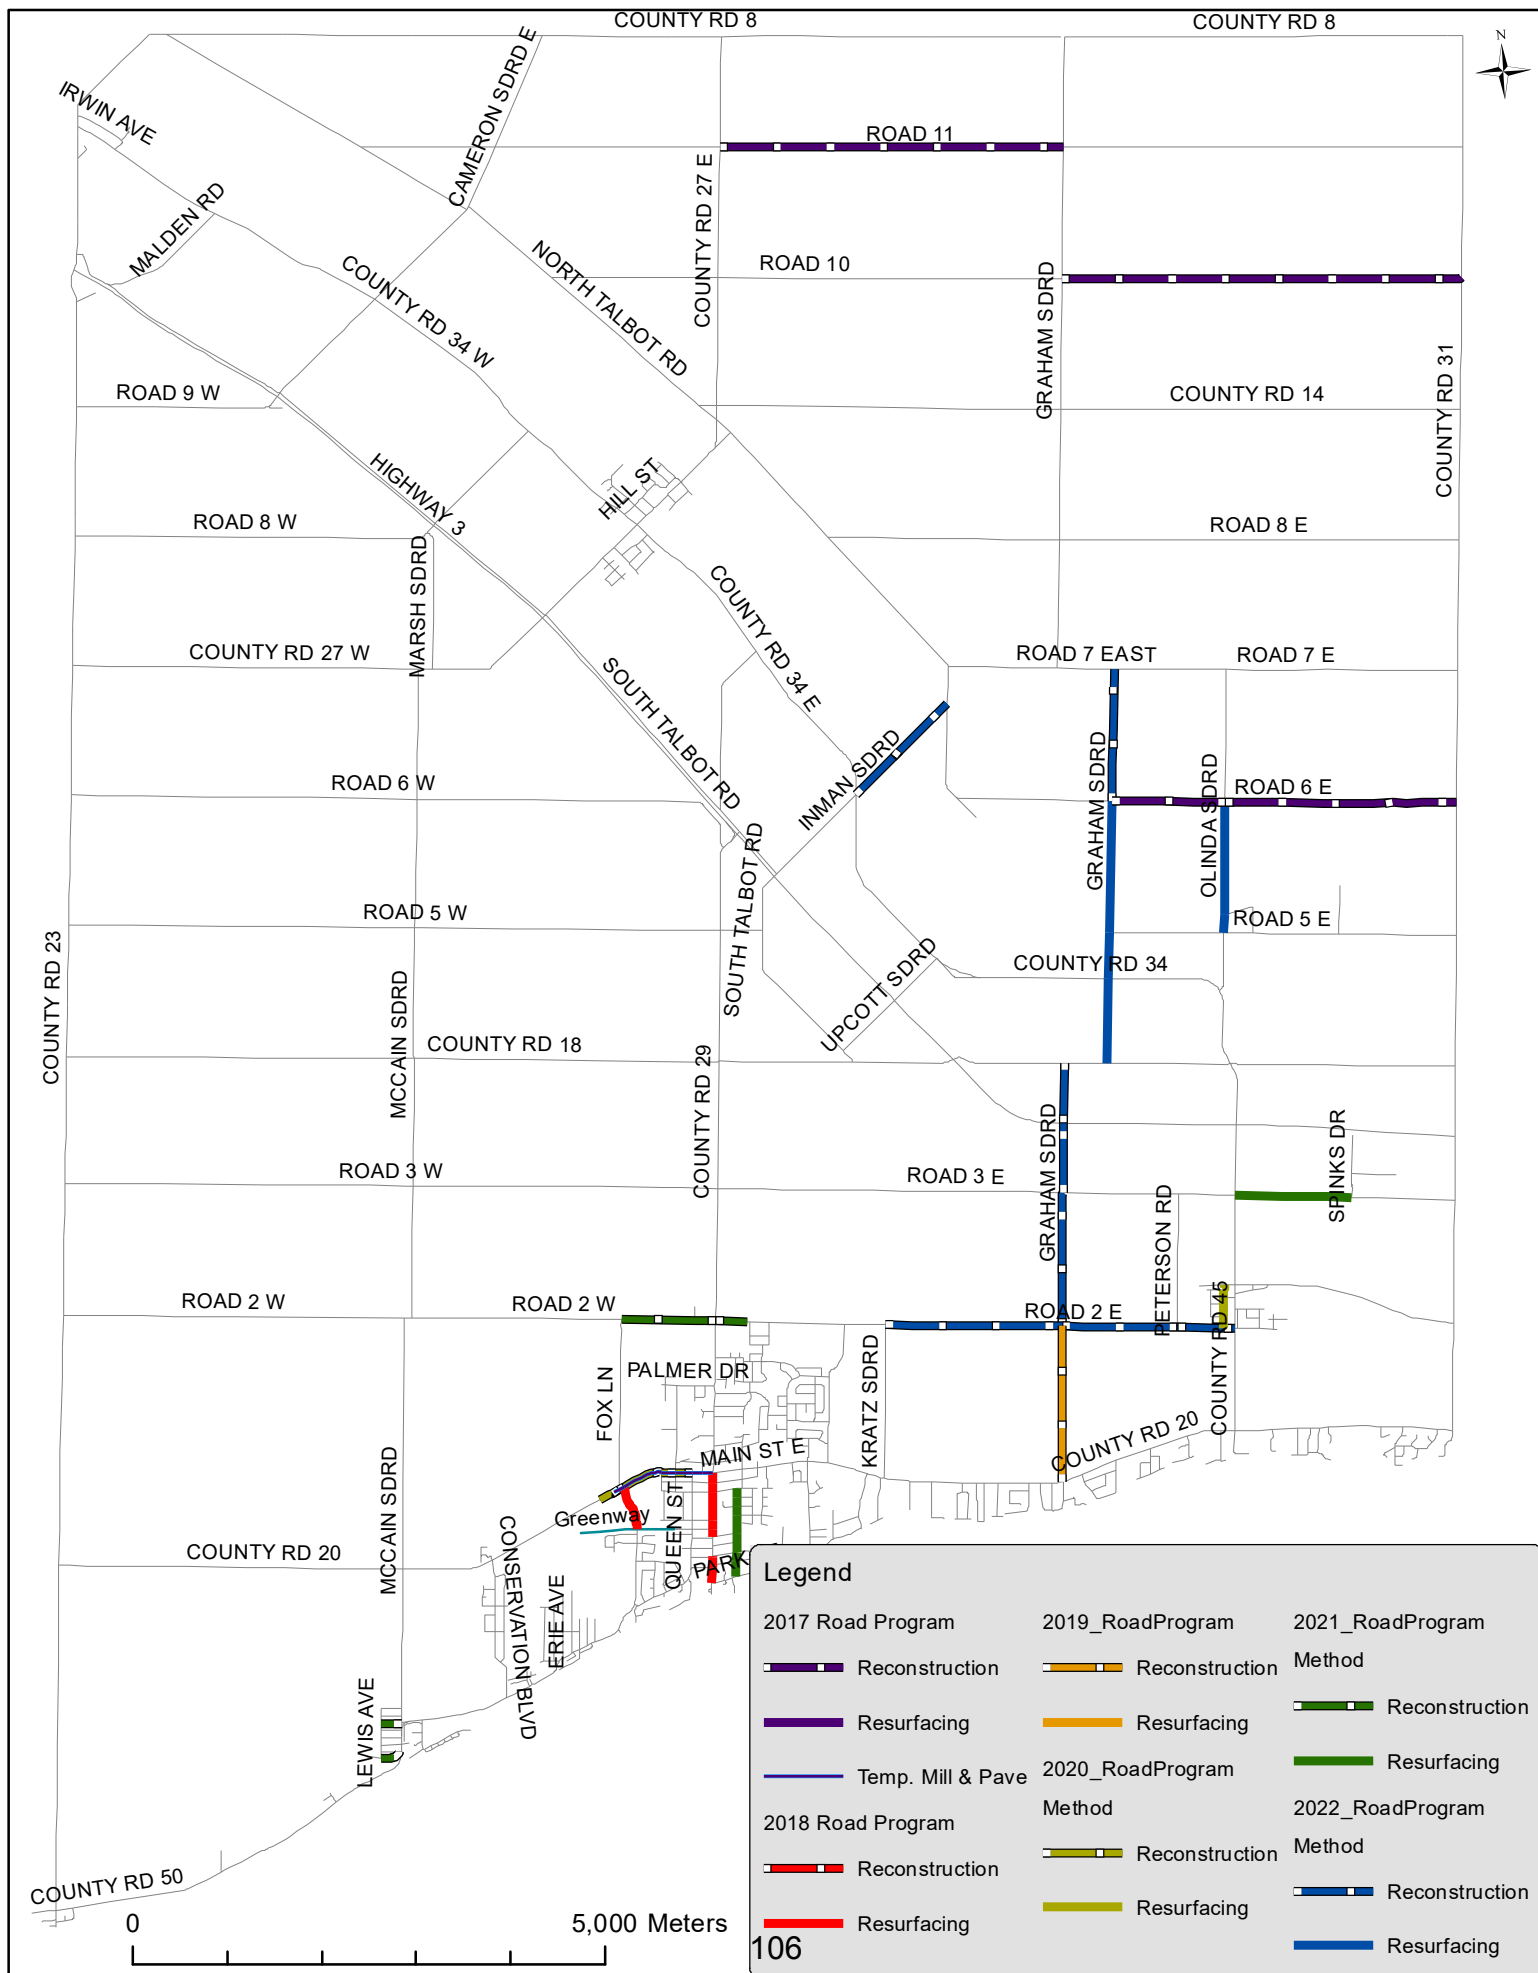 COUNTY RD 8
COUNTY RD 8
N
CAMERON SDRD E
IRWIN AVE
ROAD 11
COUNTY RD 27 E
MALDEN RD
NORTH TALBOT RD
COUNTY RD 34 W
ROAD 10
GRAHAM SDRD
COUNTY RD 31
ROAD 9 W
COUNTY RD 14
HIGHWAY 3
HILL ST
ROAD 8 W
ROAD 8 E
MARSH SDRD
COUNTY RD 34 E
COUNTY RD 27 W
ROAD 7 EAST
ROAD 7 E
SOUTH TALBOT RD
INMAN SDRD
GRAHAM SDRD
OLINDA SDRD
ROAD 6 W
ROAD 6 E
SOUTH TALBOT RD
ROAD 5 W
ROAD 5 E
COUNTY RD 23
UPCOTT SDRD
COUNTY RD 34
MCCAIN SDRD
COUNTY RD 18
COUNTY RD 29
GRAHAM SDRD
SPINKS DR
ROAD 3 W
ROAD 3 E
PETERSON RD
ROAD 2 W
ROAD 2 W
ROAD 2 E
COUNTY RD 45
FOX LN
PALMER DR
KRATZ SDRD
MAIN ST E
COUNTY RD 20
MCCAIN SDRD
QUEEN ST
Greenway
COUNTY RD 20
CONSERVATION BLVD
PARK
ERIE AVE
LEWIS AVE
COUNTY RD 50
0
5,000 Meters
106
Legend
2017 Road Program
Reconstruction
Resurfacing
Temp. Mill & Pave
2018 Road Program
Reconstruction
Resurfacing
2019_RoadProgram
Reconstruction
Resurfacing
2020_RoadProgram
Method
Reconstruction
Resurfacing
2021_RoadProgram
Method
Reconstruction
Resurfacing
2022_RoadProgram
Method
Reconstruction
Resurfacing